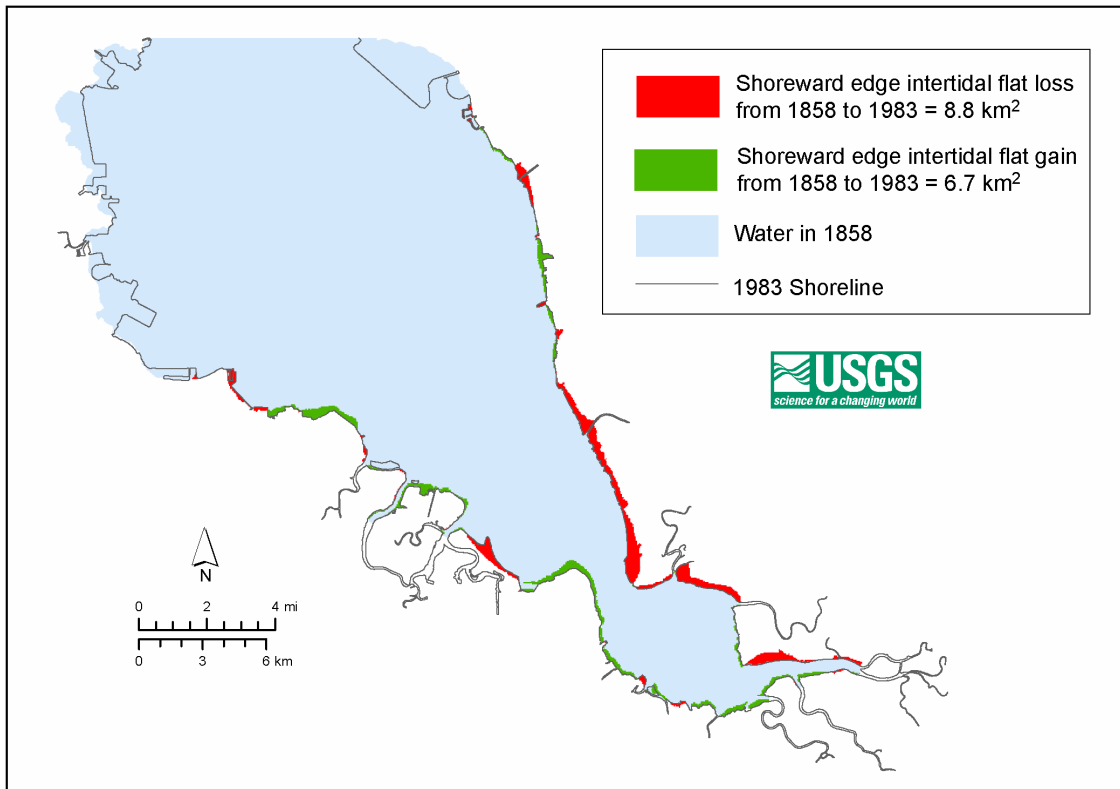 Shoreward edge intertidal flat loss
from 1858 to 1983 = 8.8 km²
Shoreward edge intertidal flat gain
from 1858 to 1983 = 6.7 km²
Water in 1858
1983 Shoreline
USGS
science for a changing world
N
0 2 4 mi
0 3 6 km